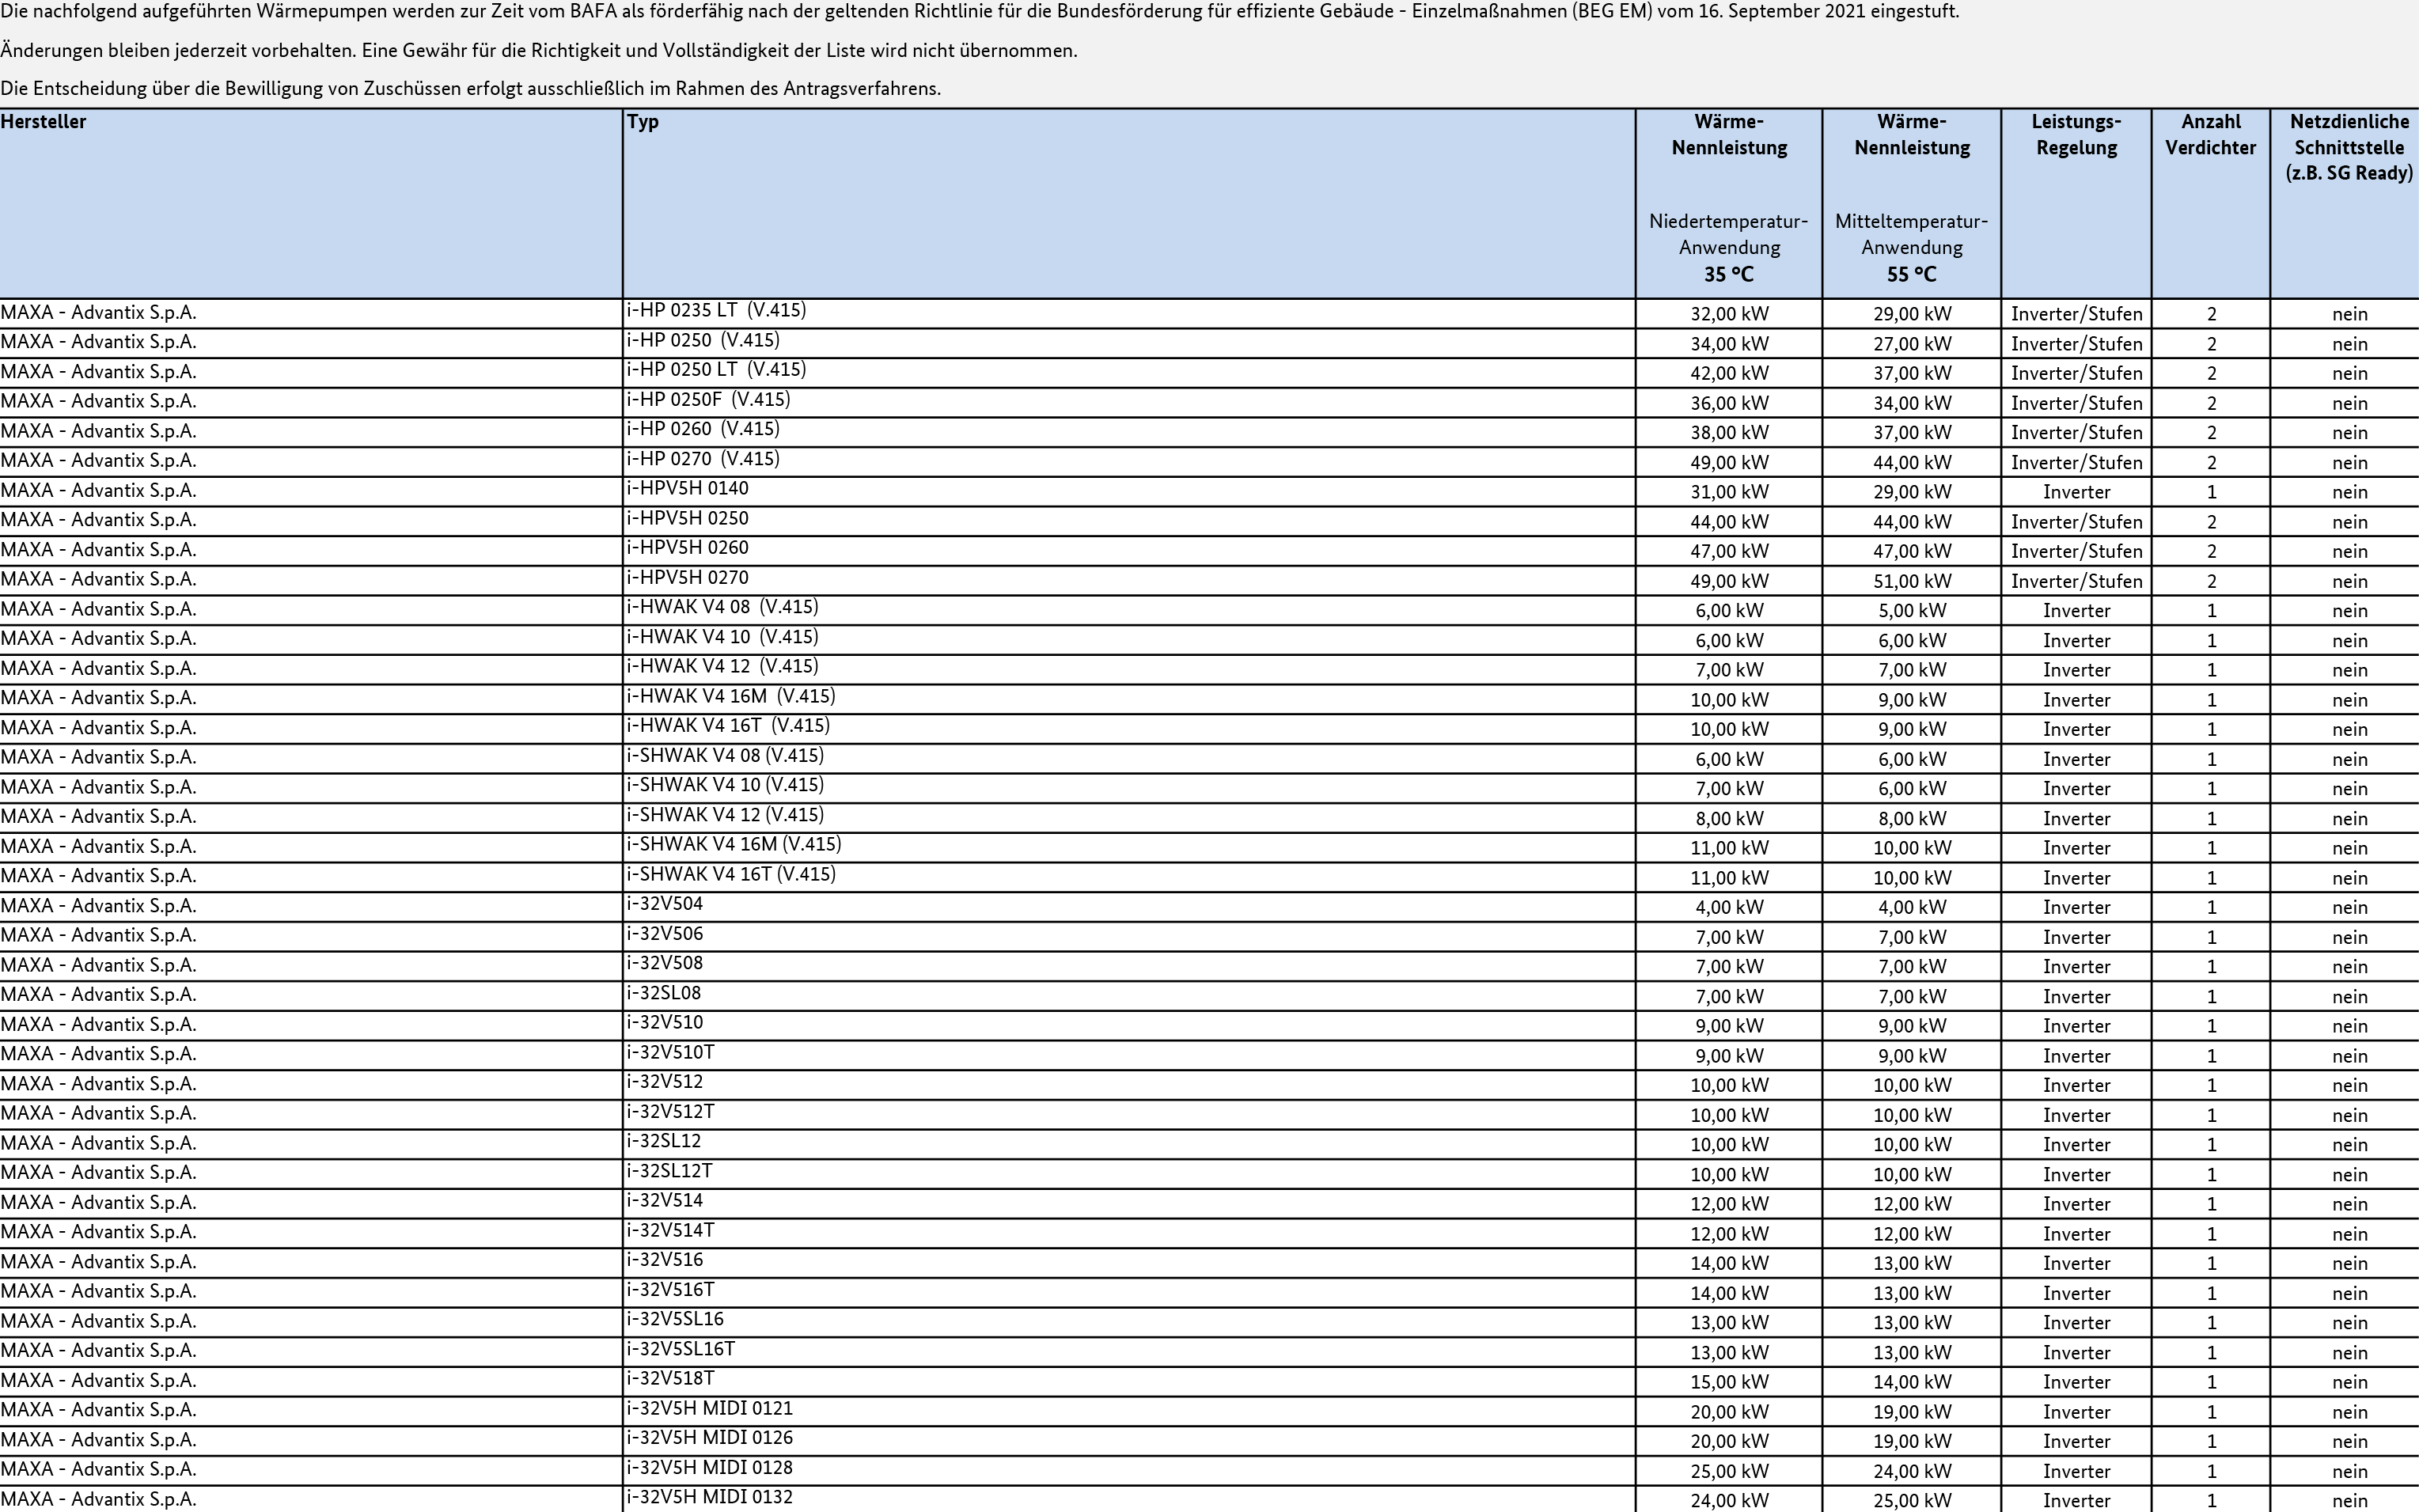 Die nachfolgend aufgeführten Wärmepumpen werden zur Zeit vom BAFA als förderfähig nach der geltenden Richtlinie für die Bundesförderung für effiziente Gebäude - Einzelmaßnahmen (BEG EM) vom 16. September 2021 eingestuft.
Änderungen bleiben jederzeit vorbehalten. Eine Gewähr für die Richtigkeit und Vollständigkeit der Liste wird nicht übernommen.
Die Entscheidung über die Bewilligung von Zuschüssen erfolgt ausschließlich im Rahmen des Antragsverfahrens.
Hersteller Typ Wärme- Wärme- Leistungs- Anzahl Netzdienliche
Nennleistung Nennleistung Regelung Verdichter Schnittstelle
(z.B. SG Ready)
Niedertemperatur- Mitteltemperatur-
Anwendung Anwendung
35 °C 55 °C
MAXA - Advantix S.p.A. i-HP 0235 LT (V.415) 32,00 kW 29,00 kW Inverter/Stufen 2 nein
MAXA - Advantix S.p.A. i-HP 0250 (V.415) 34,00 kW 27,00 kW Inverter/Stufen 2 nein
MAXA - Advantix S.p.A. i-HP 0250 LT (V.415) 42,00 kW 37,00 kW Inverter/Stufen 2 nein
MAXA - Advantix S.p.A. i-HP 0250F (V.415) 36,00 kW 34,00 kW Inverter/Stufen 2 nein
MAXA - Advantix S.p.A. i-HP 0260 (V.415) 38,00 kW 37,00 kW Inverter/Stufen 2 nein
MAXA - Advantix S.p.A. i-HP 0270 (V.415) 49,00 kW 44,00 kW Inverter/Stufen 2 nein
MAXA - Advantix S.p.A. i-HPV5H 0140 31,00 kW 29,00 kW Inverter 1 nein
MAXA - Advantix S.p.A. i-HPV5H 0250 44,00 kW 44,00 kW Inverter/Stufen 2 nein
MAXA - Advantix S.p.A. i-HPV5H 0260 47,00 kW 47,00 kW Inverter/Stufen 2 nein
MAXA - Advantix S.p.A. i-HPV5H 0270 49,00 kW 51,00 kW Inverter/Stufen 2 nein
MAXA - Advantix S.p.A. i-HWAK V4 08 (V.415) 6,00 kW 5,00 kW Inverter 1 nein
MAXA - Advantix S.p.A. i-HWAK V4 10 (V.415) 6,00 kW 6,00 kW Inverter 1 nein
MAXA - Advantix S.p.A. i-HWAK V4 12 (V.415) 7,00 kW 7,00 kW Inverter 1 nein
MAXA - Advantix S.p.A. i-HWAK V4 16M (V.415) 10,00 kW 9,00 kW Inverter 1 nein
MAXA - Advantix S.p.A. i-HWAK V4 16T (V.415) 10,00 kW 9,00 kW Inverter 1 nein
MAXA - Advantix S.p.A. i-SHWAK V4 08 (V.415) 6,00 kW 6,00 kW Inverter 1 nein
MAXA - Advantix S.p.A. i-SHWAK V4 10 (V.415) 7,00 kW 6,00 kW Inverter 1 nein
MAXA - Advantix S.p.A. i-SHWAK V4 12 (V.415) 8,00 kW 8,00 kW Inverter 1 nein
MAXA - Advantix S.p.A. i-SHWAK V4 16M (V.415) 11,00 kW 10,00 kW Inverter 1 nein
MAXA - Advantix S.p.A. i-SHWAK V4 16T (V.415) 11,00 kW 10,00 kW Inverter 1 nein
MAXA - Advantix S.p.A. i-32V504 4,00 kW 4,00 kW Inverter 1 nein
MAXA - Advantix S.p.A. i-32V506 7,00 kW 7,00 kW Inverter 1 nein
MAXA - Advantix S.p.A. i-32V508 7,00 kW 7,00 kW Inverter 1 nein
MAXA - Advantix S.p.A. i-32SL08 7,00 kW 7,00 kW Inverter 1 nein
MAXA - Advantix S.p.A. i-32V510 9,00 kW 9,00 kW Inverter 1 nein
MAXA - Advantix S.p.A. i-32V510T 9,00 kW 9,00 kW Inverter 1 nein
MAXA - Advantix S.p.A. i-32V512 10,00 kW 10,00 kW Inverter 1 nein
MAXA - Advantix S.p.A. i-32V512T 10,00 kW 10,00 kW Inverter 1 nein
MAXA - Advantix S.p.A. i-32SL12 10,00 kW 10,00 kW Inverter 1 nein
MAXA - Advantix S.p.A. i-32SL12T 10,00 kW 10,00 kW Inverter 1 nein
MAXA - Advantix S.p.A. i-32V514 12,00 kW 12,00 kW Inverter 1 nein
MAXA - Advantix S.p.A. i-32V514T 12,00 kW 12,00 kW Inverter 1 nein
MAXA - Advantix S.p.A. i-32V516 14,00 kW 13,00 kW Inverter 1 nein
MAXA - Advantix S.p.A. i-32V516T 14,00 kW 13,00 kW Inverter 1 nein
MAXA - Advantix S.p.A. i-32V5SL16 13,00 kW 13,00 kW Inverter 1 nein
MAXA - Advantix S.p.A. i-32V5SL16T 13,00 kW 13,00 kW Inverter 1 nein
MAXA - Advantix S.p.A. i-32V518T 15,00 kW 14,00 kW Inverter 1 nein
MAXA - Advantix S.p.A. i-32V5H MIDI 0121 20,00 kW 19,00 kW Inverter 1 nein
MAXA - Advantix S.p.A. i-32V5H MIDI 0126 20,00 kW 19,00 kW Inverter 1 nein
MAXA - Advantix S.p.A. i-32V5H MIDI 0128 25,00 kW 24,00 kW Inverter 1 nein
MAXA - Advantix S.p.A. i-32V5H MIDI 0132 24,00 kW 25,00 kW Inverter 1 nein